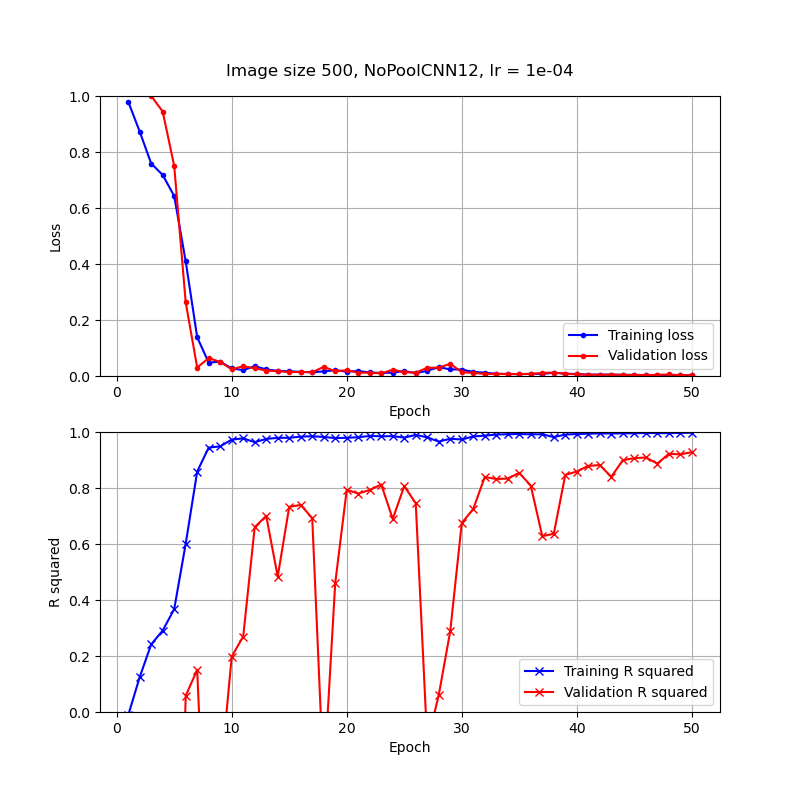 Image size 500, NoPoolCNN12, lr = 1e-04
1.0
0.8
0.6
0.4
0.2
0.0
Loss
0 10 20 30 40 50
Epoch
Training loss
Validation loss
1.0
0.8
0.6
0.4
0.2
0.0
R squared
0 10 20 30 40 50
Epoch
Training R squared
Validation R squared